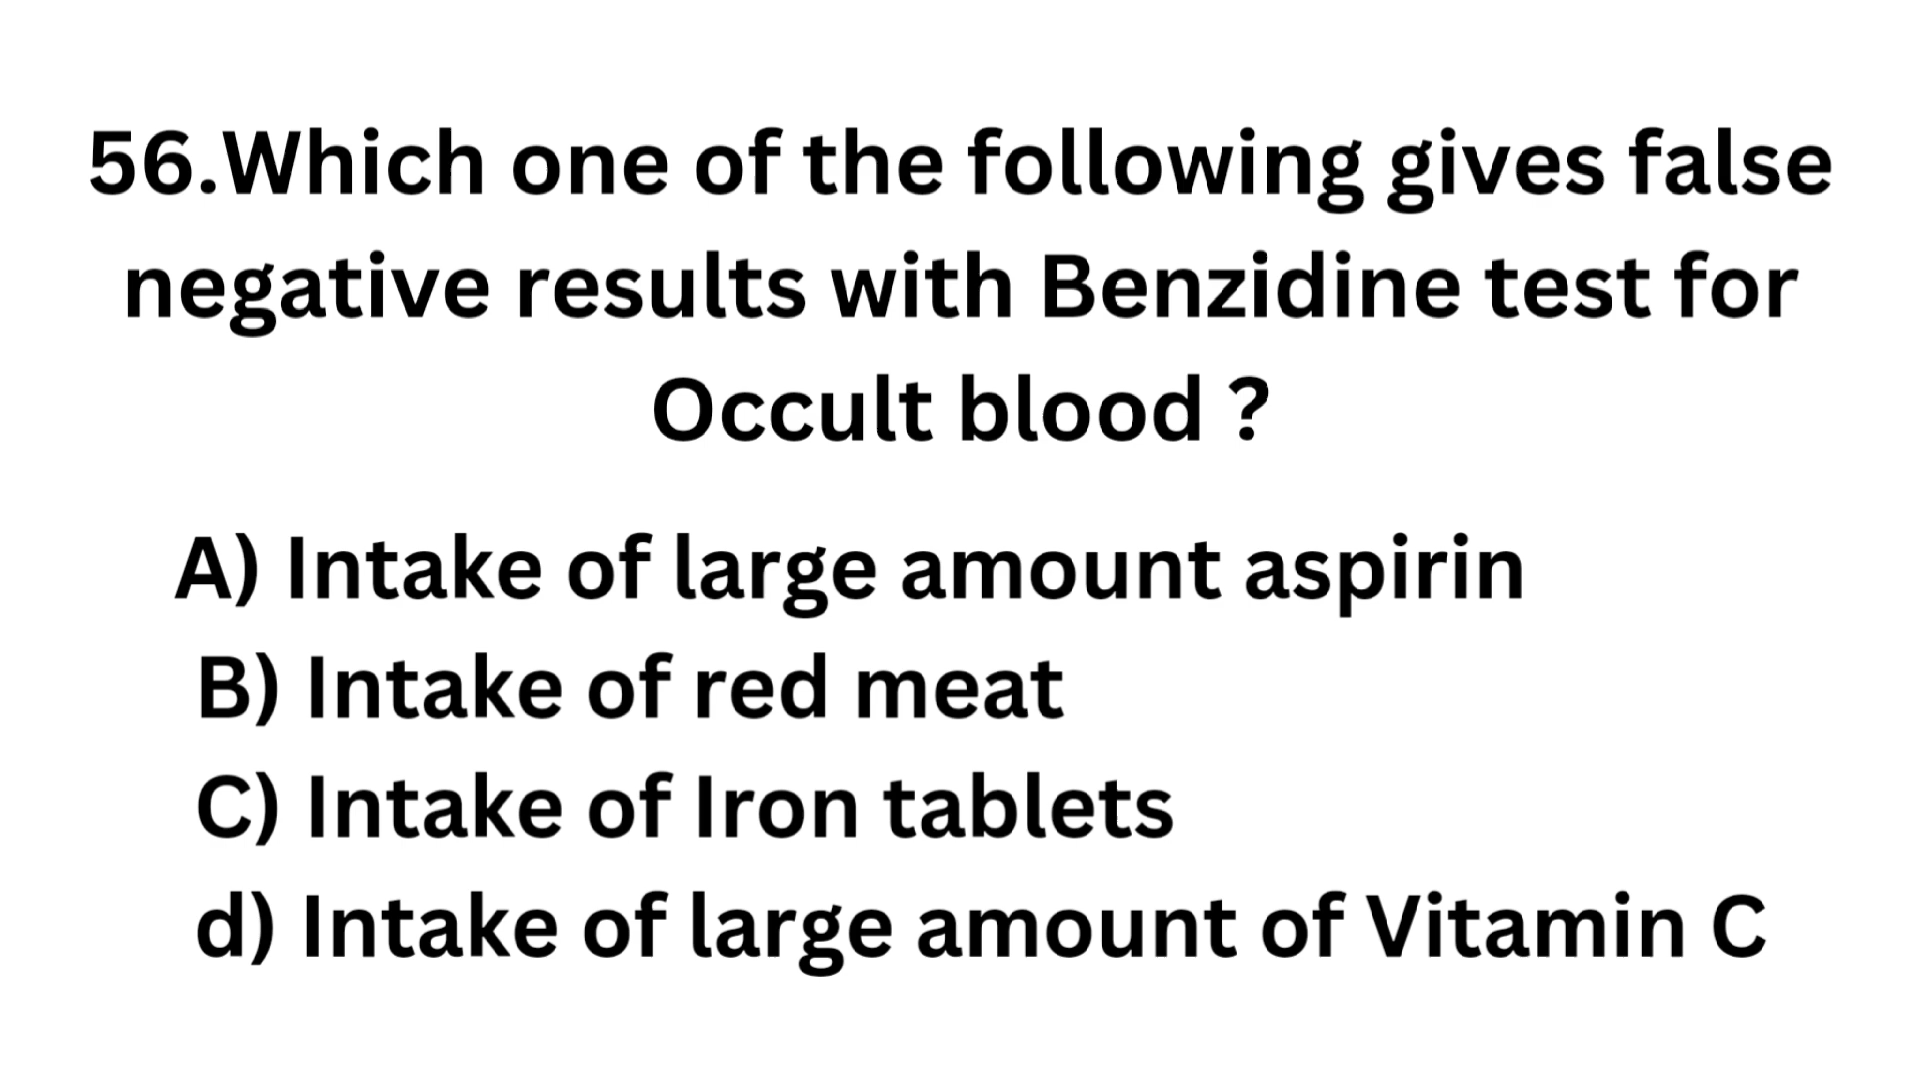 56.Which one of the following gives false
negative results with Benzidine test for
Occult blood ?
A) Intake of large amount aspirin
B) Intake of red meat
C) Intake of Iron tablets
d) Intake of large amount of Vitamin C